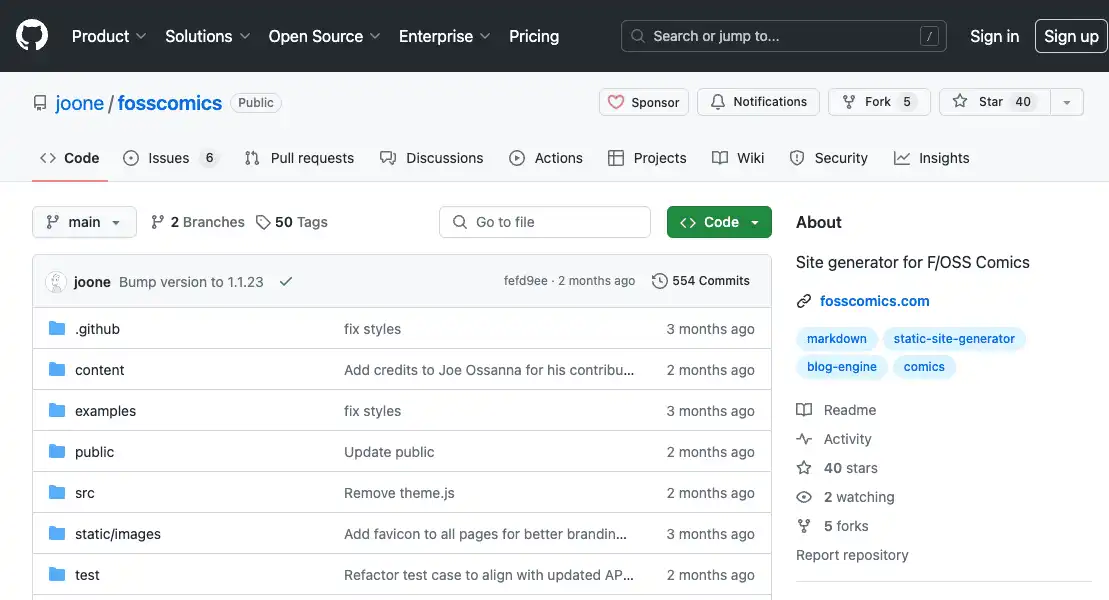 Product Solutions Open Source Enterprise Pricing Search or jump to... / Sign in Sign up
joone / fosscomics Public Sponsor Notifications Fork 5 Star 40
Code Issues 6 Pull requests Discussions Actions Projects Wiki Security Insights
main 2 Branches 50 Tags Go to file Code
About
joone Bump version to 1.1.23 fefd9ee · 2 months ago 554 Commits
.github fix styles 3 months ago
content Add credits to Joe Ossanna for his contribu... 2 months ago
examples fix styles 3 months ago
public Update public 2 months ago
src Remove theme.js 2 months ago
static/images Add favicon to all pages for better brandin... 3 months ago
test Refactor test case to align with updated AP... 2 months ago
Site generator for F/OSS Comics
fosscomics.com
markdown static-site-generator
blog-engine comics
Readme
Activity
40 stars
2 watching
5 forks
Report repository